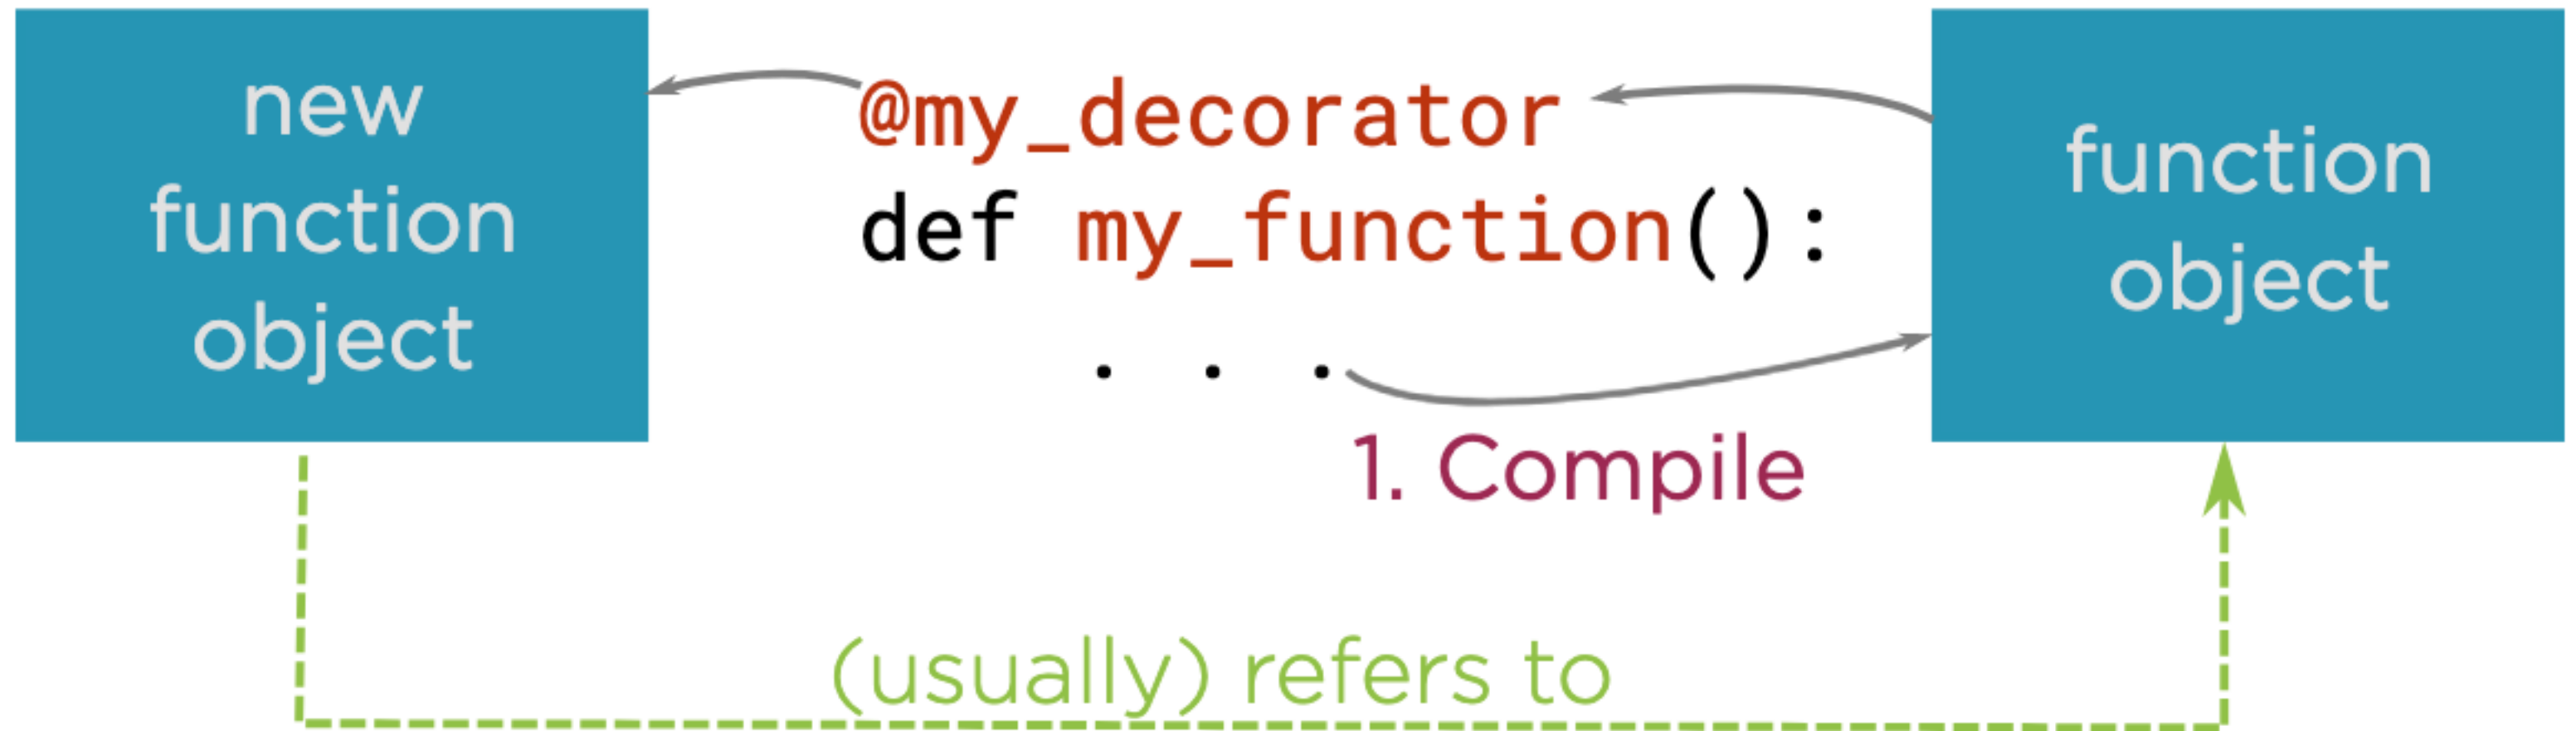 new
function
object
@my_decorator
def my_function():
. . .
function
object
1. Compile
(usually) refers to